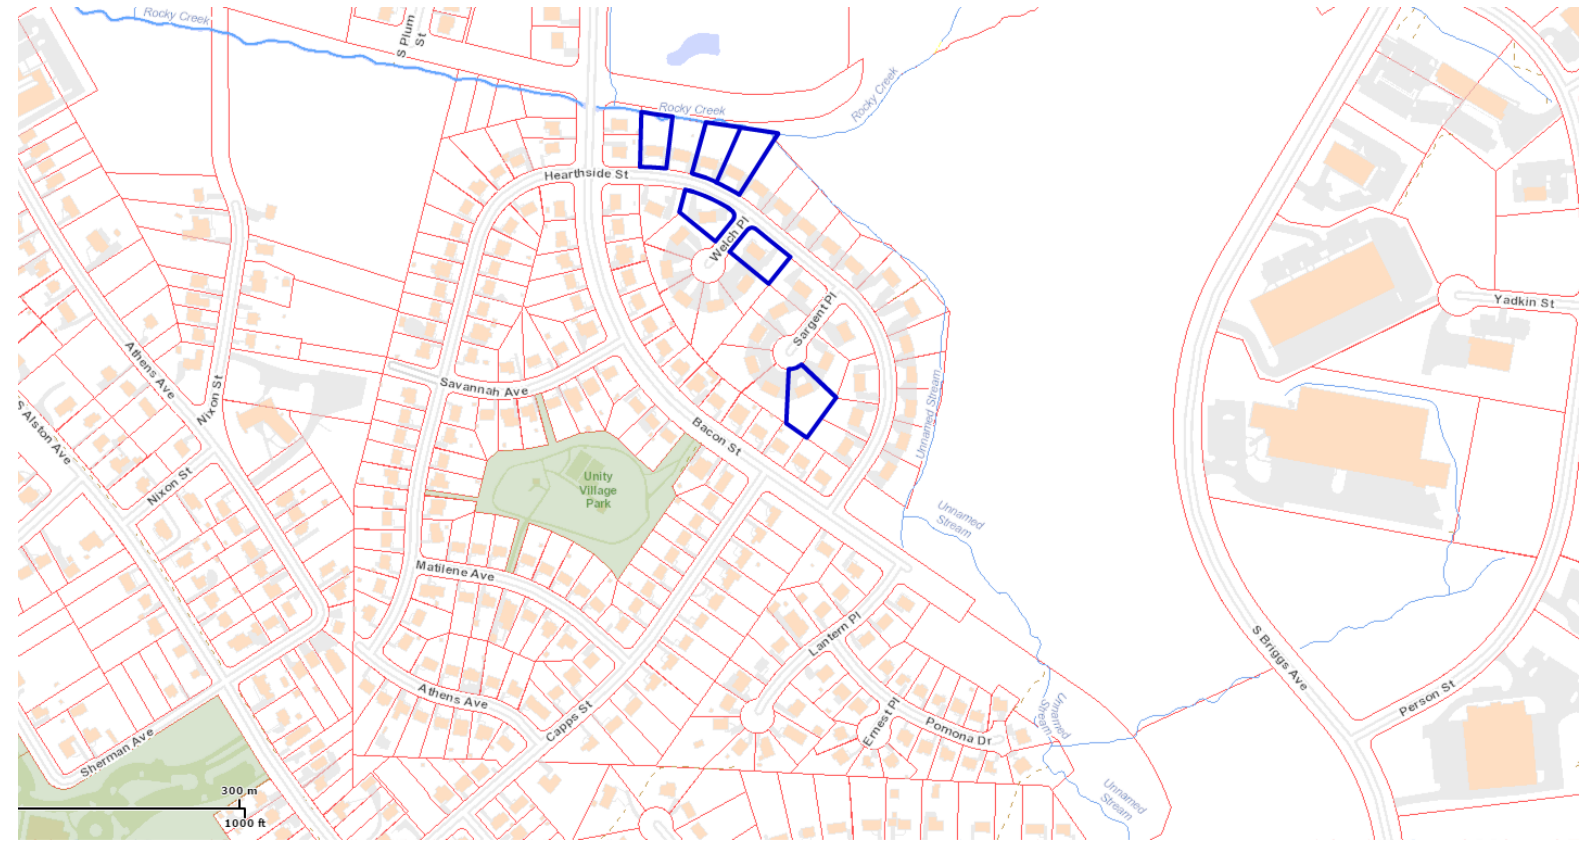 Rocky Creek
S Plum
St
Rocky Creek
Rocky Creek
Hearthside St
Welch Pl
Sargent Pl
Yadkin St
Athens Ave
Nixon St
Savannah Ave
S Alston Ave
Bacon St
Unnamed Stream
Nixon St
Unity
Village
Park
Unnamed
Stream
Matilene Ave
Lantern Pl
S Briggs Ave
Athens Ave
Capps St
Ernest Pl
Pomona Dr
Unnamed
Stream
Person St
Sherman Ave
Unnamed
Stream
300 m
1000 ft